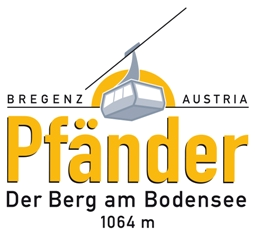 BREGENZ AUSTRIA
Pfänder
Der Berg am Bodensee
1064 m